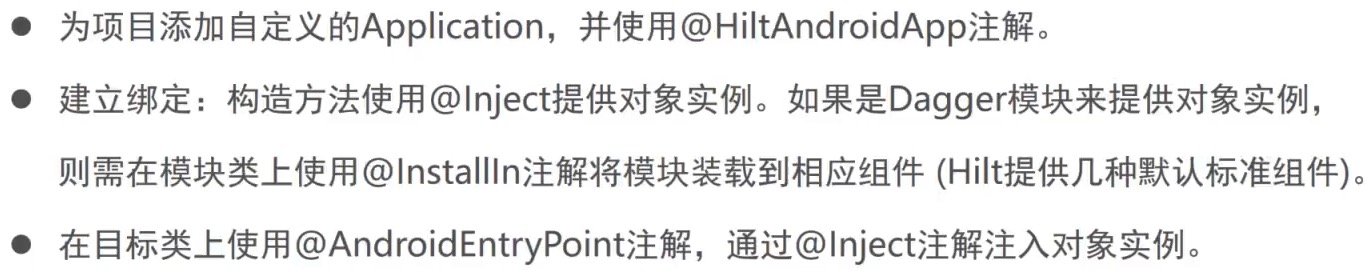 ● 为项目添加自定义的Application，并使用@HiltAndroidApp注解。
● 建立绑定：构造方法使用@Inject提供对象实例。如果是Dagger模块来提供对象实例，
则需在模块类上使用@InstallIn注解将模块装载到相应组件 (Hilt提供几种默认标准组件)。
● 在目标类上使用@AndroidEntryPoint注解，通过@Inject注解注入对象实例。